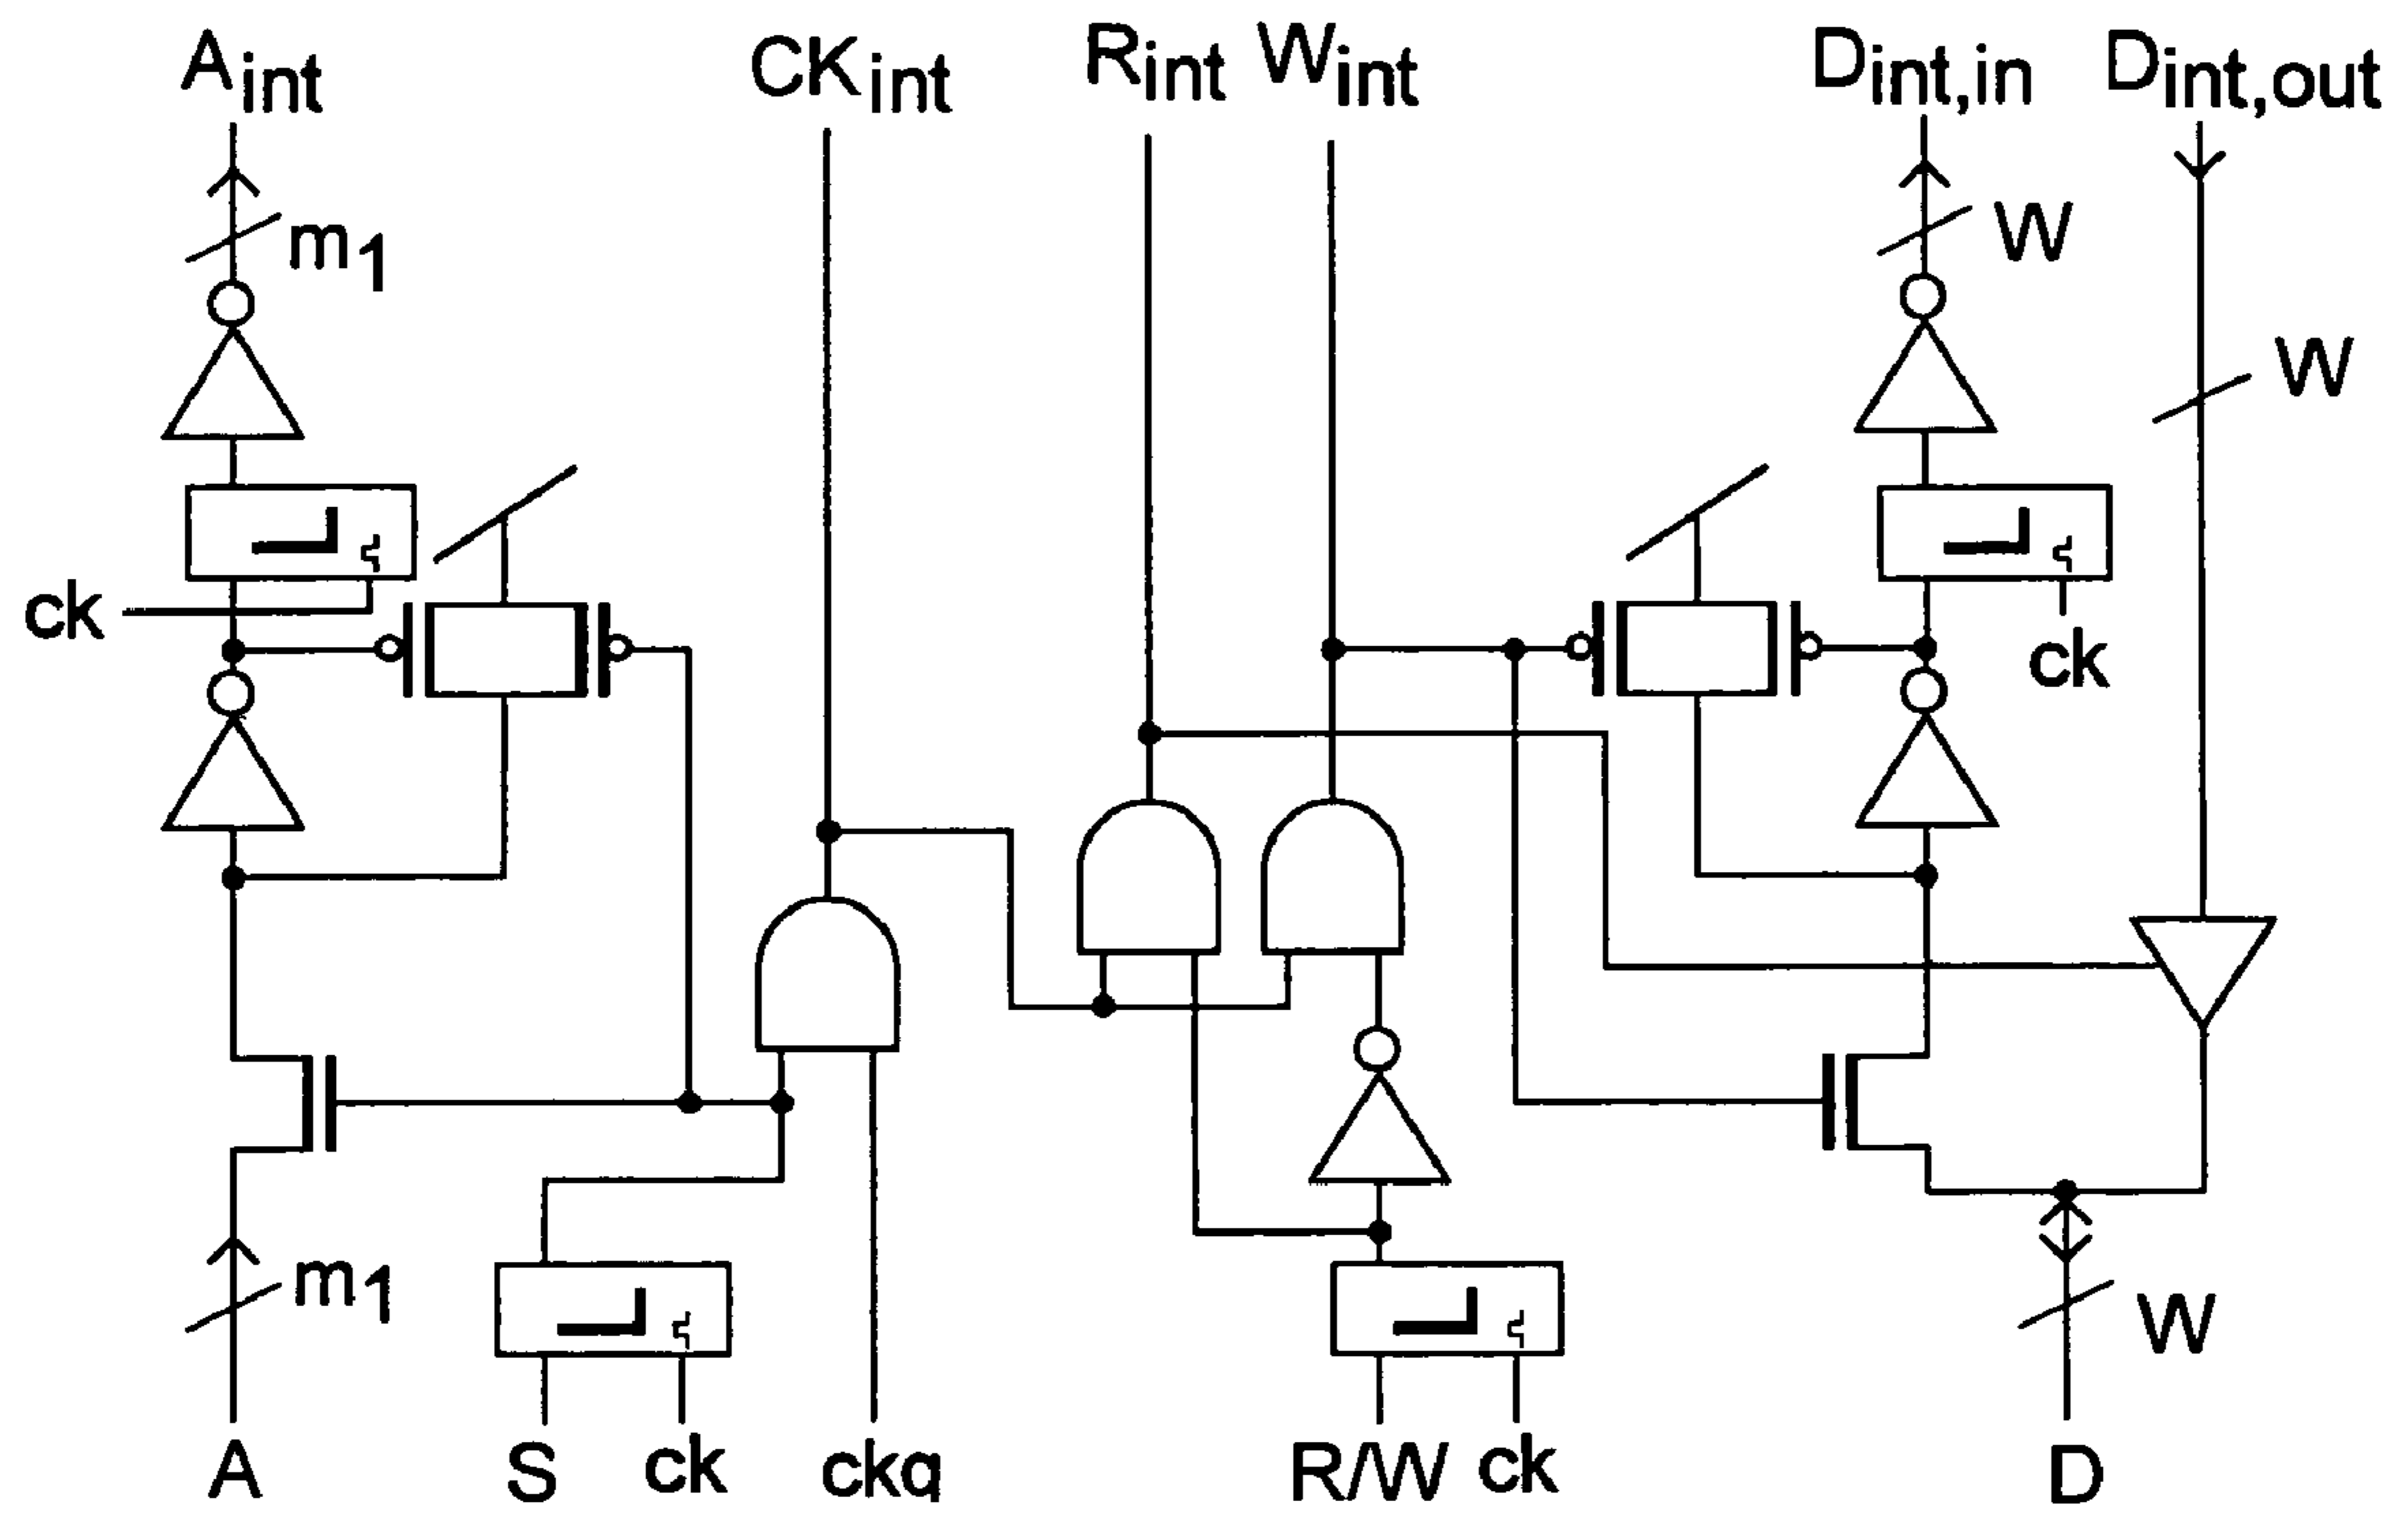 Aint CKint Rint Wint Dint,in Dint,out
m1 W
W
ck ck
m1 W
A S ck ckq R/W ck D